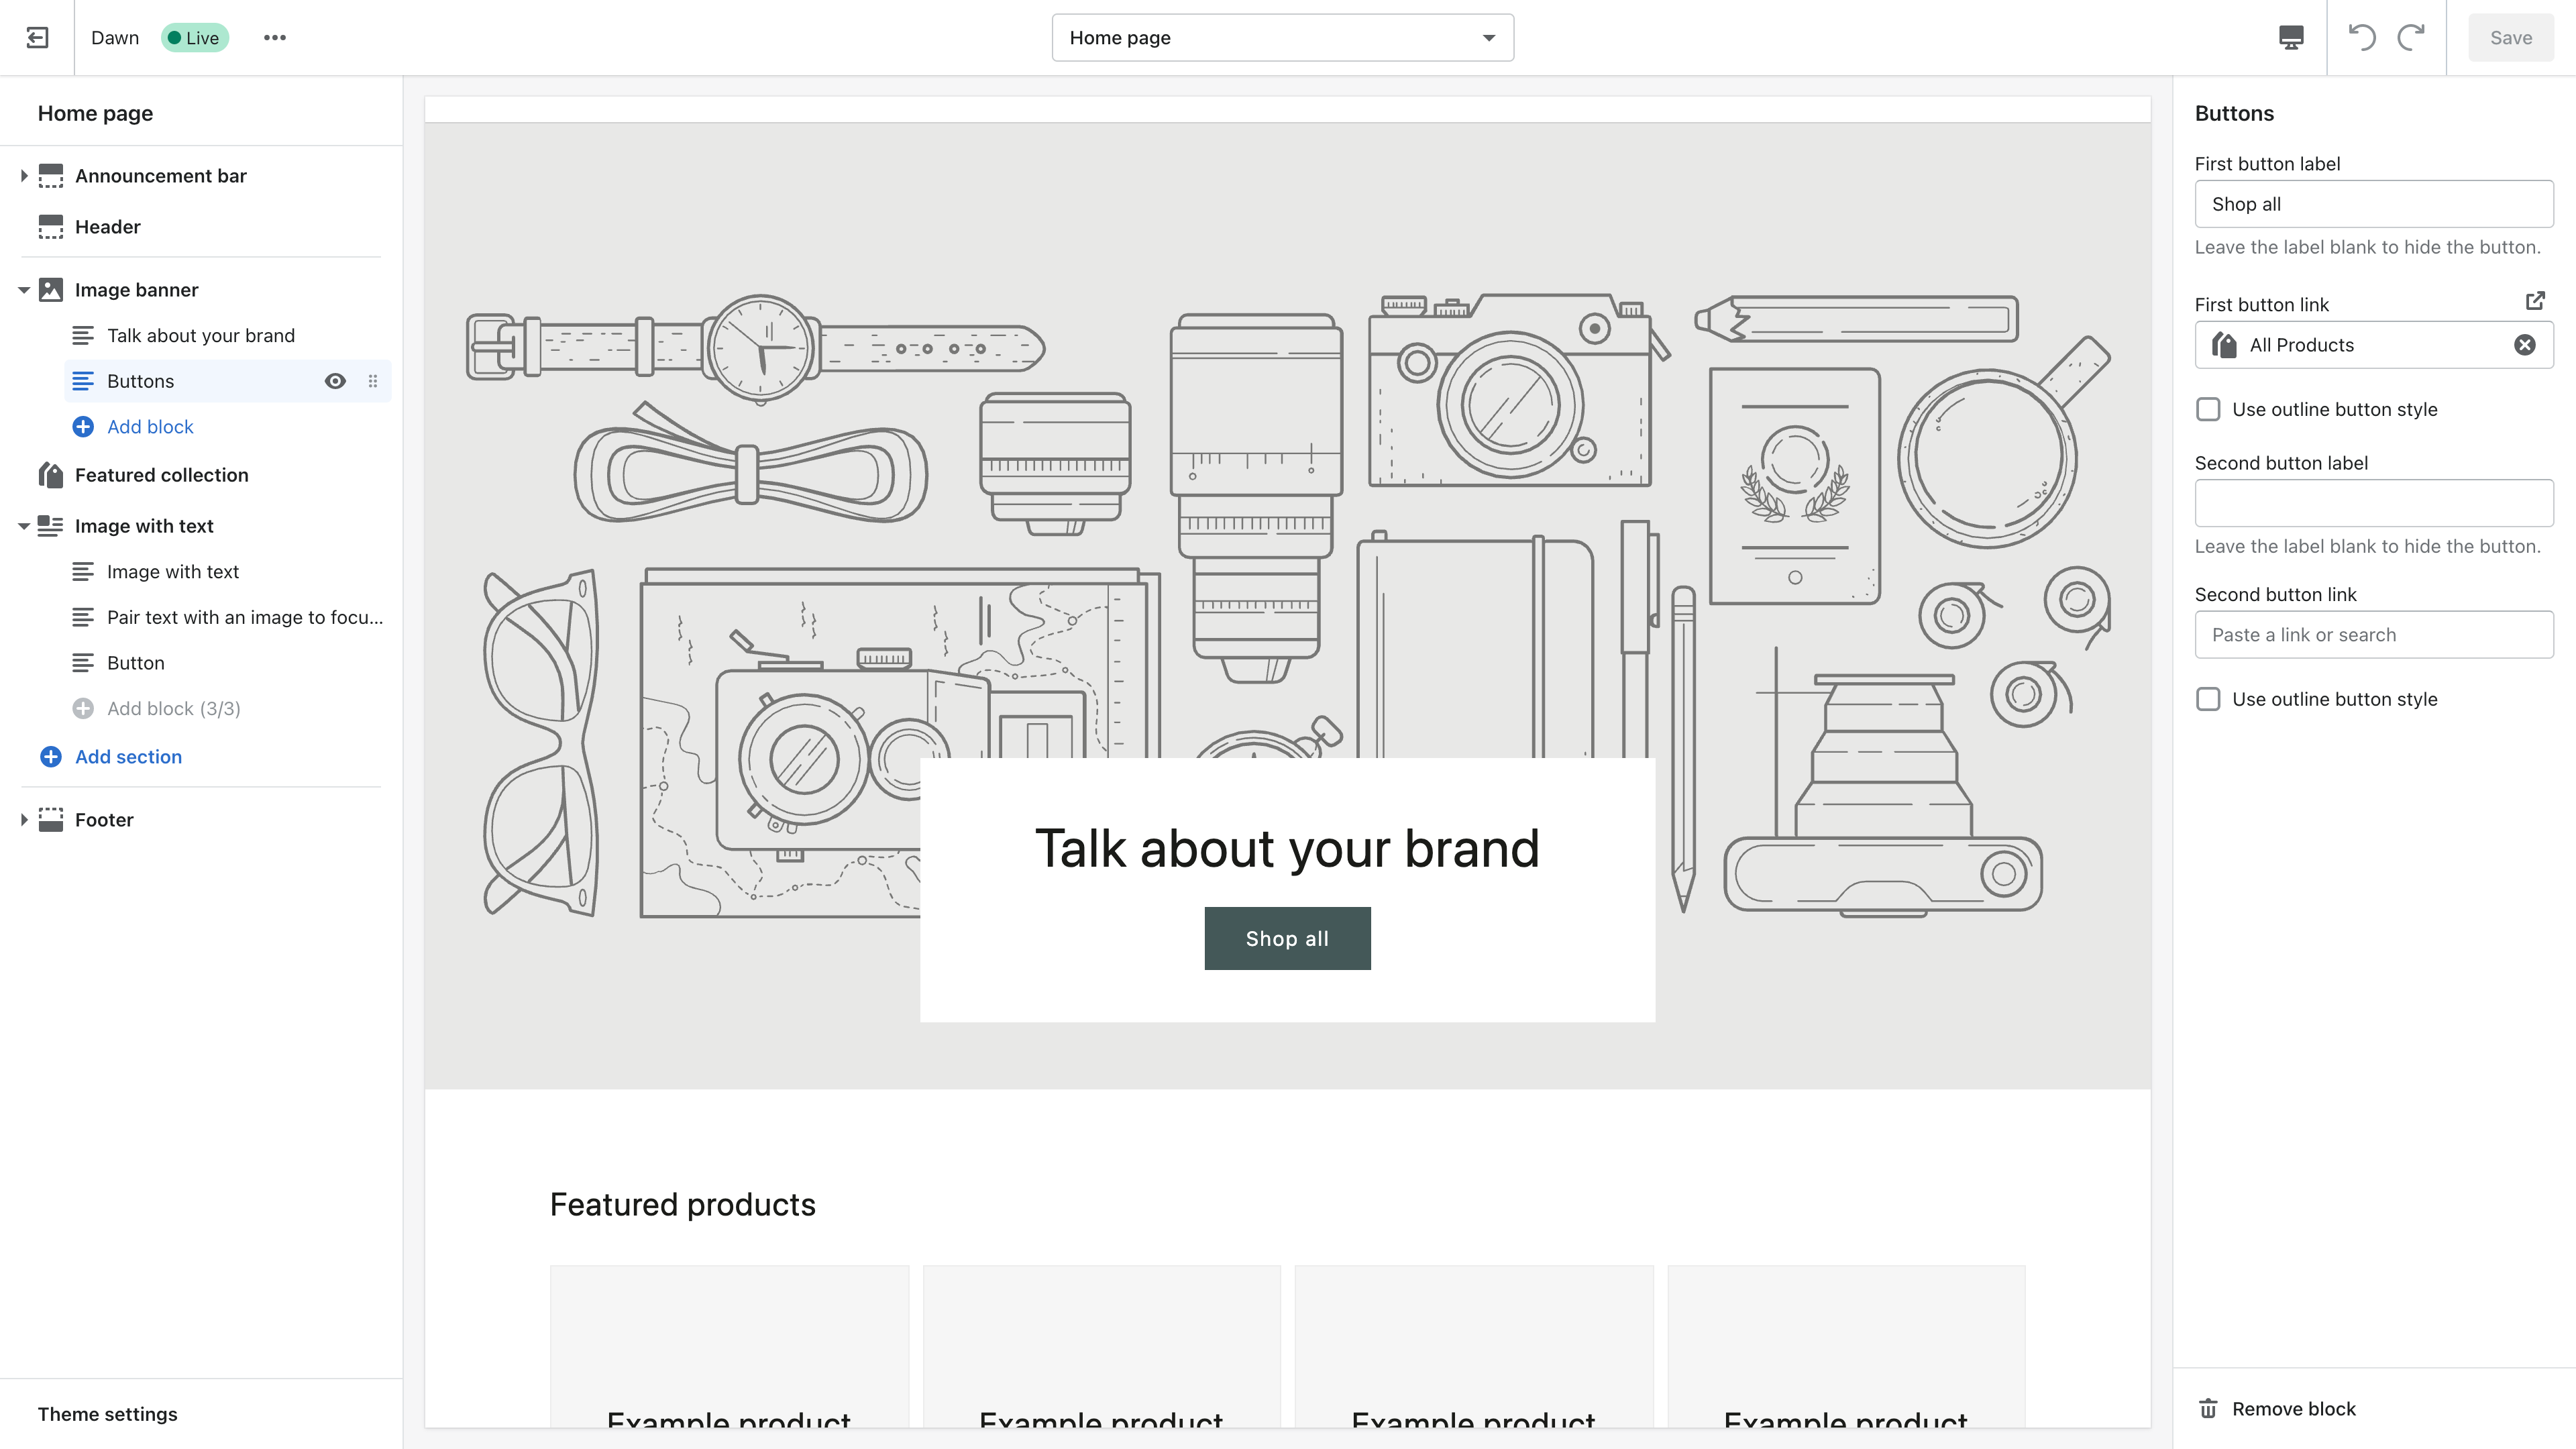 Dawn
Live
Home page
Save
Home page
Announcement bar
Header
Image banner
Talk about your brand
Buttons
Add block
Featured collection
Image with text
Image with text
Pair text with an image to focu...
Button
Add block (3/3)
Add section
Footer
Theme settings
Talk about your brand
Shop all
Featured products
Example product
Example product
Example product
Example product
Buttons
First button label
Shop all
Leave the label blank to hide the button.
First button link
All Products
Use outline button style
Second button label
Leave the label blank to hide the button.
Second button link
Paste a link or search
Use outline button style
Remove block